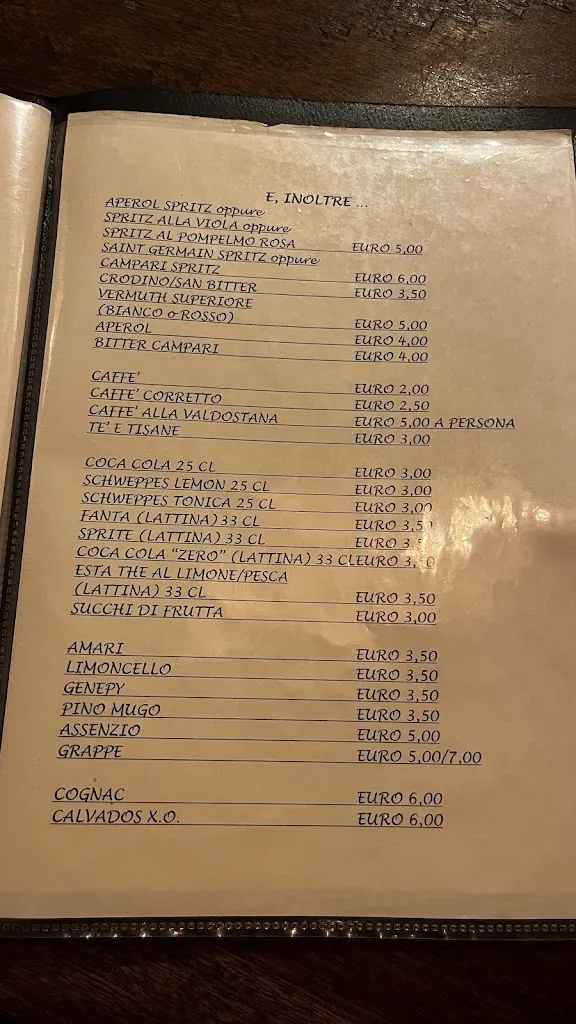 E, INOLTRE ...
APEROL SPRITZ oppure
SPRITZ ALLA VIOLA oppure
SPRITZ AL POMPELMO ROSA EURO 5,00
SAINT GERMAIN SPRITZ oppure
CAMPARI SPRITZ EURO 6,00
CRODINO/SAN BITTER EURO 3,50
VERMUTH SUPERIORE
(BIANCO o ROSSO) EURO 5,00
APEROL EURO 4,00
BITTER CAMPARI EURO 4,00
CAFFE' EURO 2,00
CAFFE' CORRETTO EURO 2,50
CAFFE' ALLA VALDOSTANA EURO 5,00 A PERSONA
TE' E TISANE EURO 3,00
COCA COLA 25 CL EURO 3,00
SCHWEPPES LEMON 25 CL EURO 3,00
SCHWEPPES TONICA 25 CL EURO 3,00
FANTA (LATTINA) 33 CL EURO 3,50
SPRITE (LATTINA) 33 CL EURO
COCA COLA “ZERO” (LATTINA) 33 CL EURO
ESTA THE AL LIMONE/PESCA
(LATTINA) 33 CL EURO 3,50
SUCCHI DI FRUTTA EURO 3,00
AMARI EURO 3,50
LIMONCELLO EURO 3,50
GENEPY EURO 3,50
PINO MUGO EURO 3,50
ASSENZIO EURO 5,00
GRAPPE EURO 5,00/7,00
COGNAC EURO 6,00
CALVADOS X.O. EURO 6,00